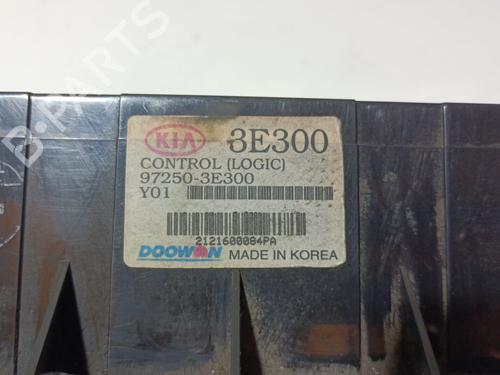 B-PARTS
KIA 3E300
CONTROL (LOGIC)
97250-3E300
Y01
2121600084PA
DOOWON MADE IN KOREA